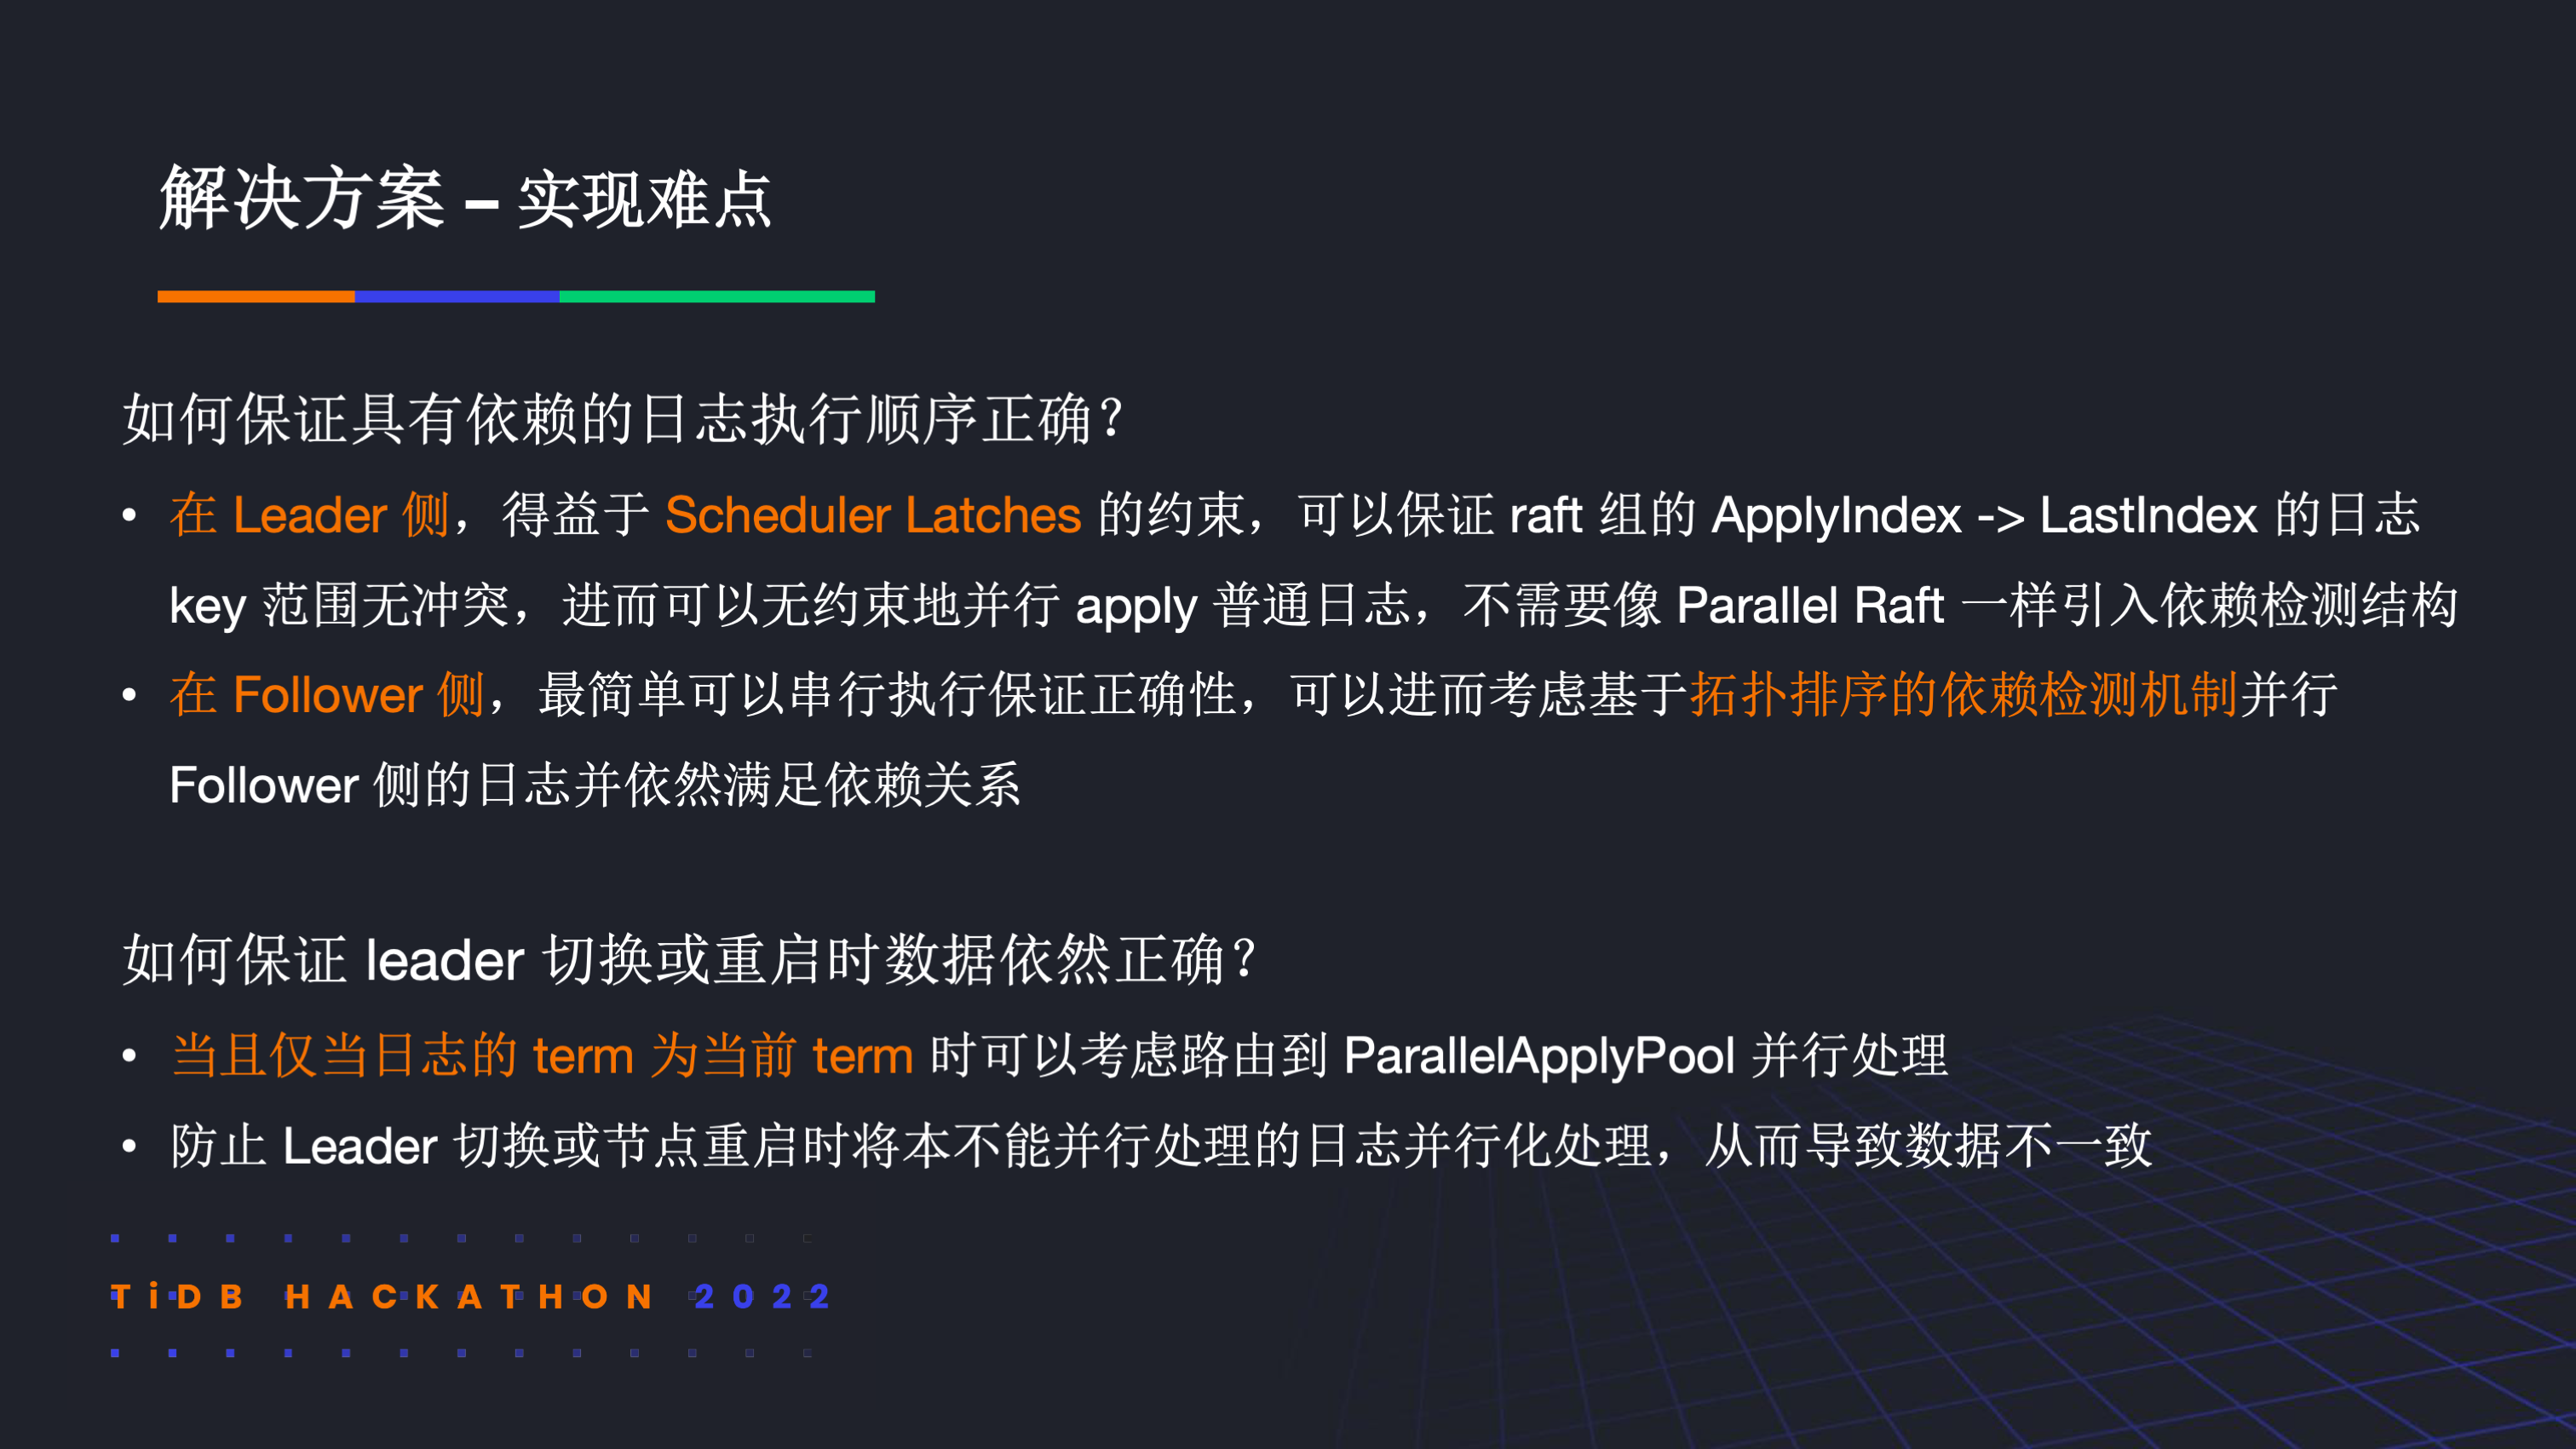 解决方案 – 实现难点
如何保证具有依赖的日志执行顺序正确？
• 在 Leader 侧，得益于 Scheduler Latches 的约束，可以保证 raft 组的 ApplyIndex -> LastIndex 的日志
key 范围无冲突，进而可以无约束地并行 apply 普通日志，不需要像 Parallel Raft 一样引入依赖检测结构
• 在 Follower 侧，最简单可以串行执行保证正确性，可以进而考虑基于拓扑排序的依赖检测机制并行
Follower 侧的日志并依然满足依赖关系
如何保证 leader 切换或重启时数据依然正确？
• 当且仅当日志的 term 为当前 term 时可以考虑路由到 ParallelApplyPool 并行处理
• 防止 Leader 切换或节点重启时将本不能并行处理的日志并行化处理，从而导致数据不一致
TiDB HACKATHON 2022